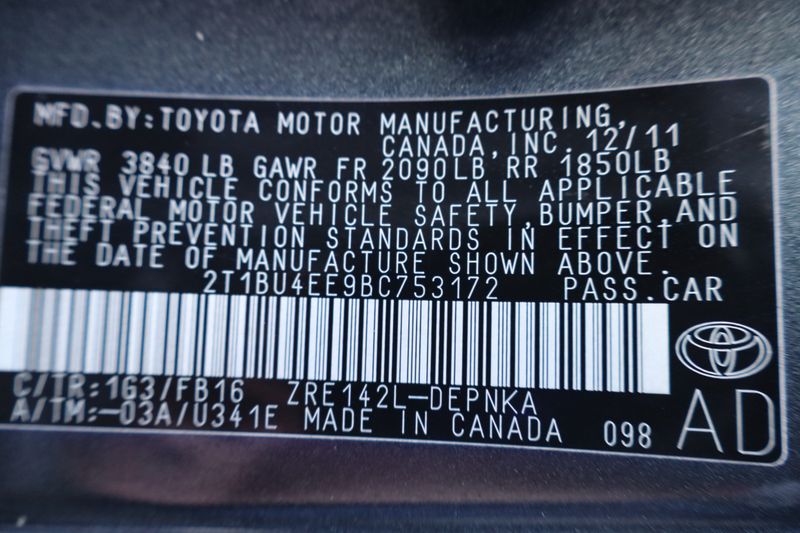 MFD. BY: TOYOTA MOTOR MANUFACTURING,
CANADA, INC. 12/11
GVWR 3840 LB GAWR FR 2090LB RR 1850LB
THIS VEHICLE CONFORMS TO ALL APPLICABLE
FEDERAL MOTOR VEHICLE SAFETY, BUMPER, AND
THEFT PREVENTION STANDARDS IN EFFECT ON
THE DATE OF MANUFACTURE SHOWN ABOVE.
2T1BU4EE9BC753172 PASS.CAR
C/TR: 1G3/FB16 ZRE142L-DEPNKA
A/TM: -03A/U341E MADE IN CANADA 098
AD